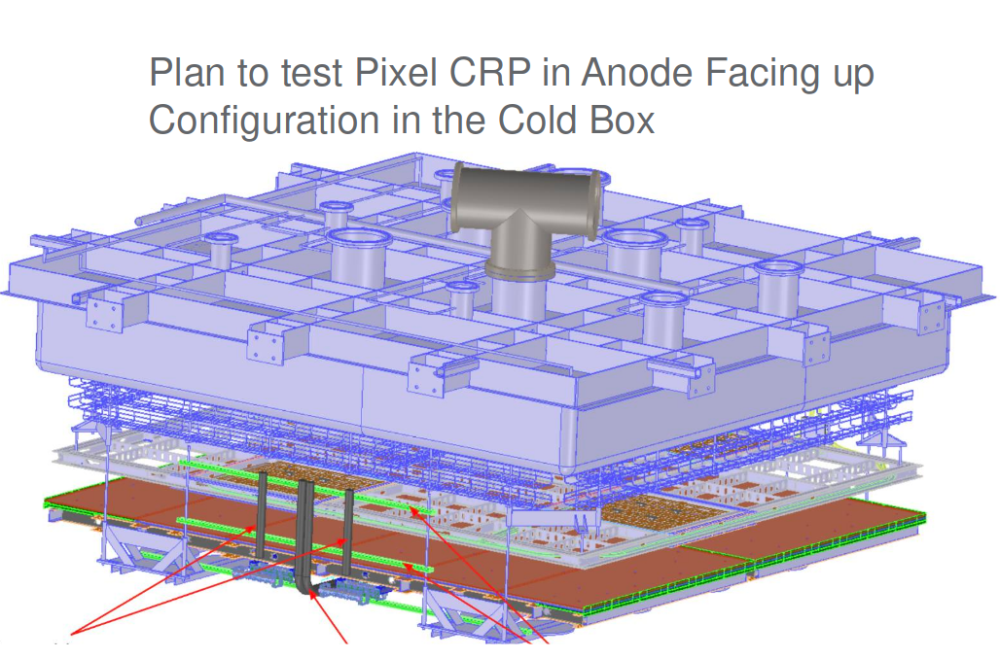 Plan to test Pixel CRP in Anode Facing up
Configuration in the Cold Box